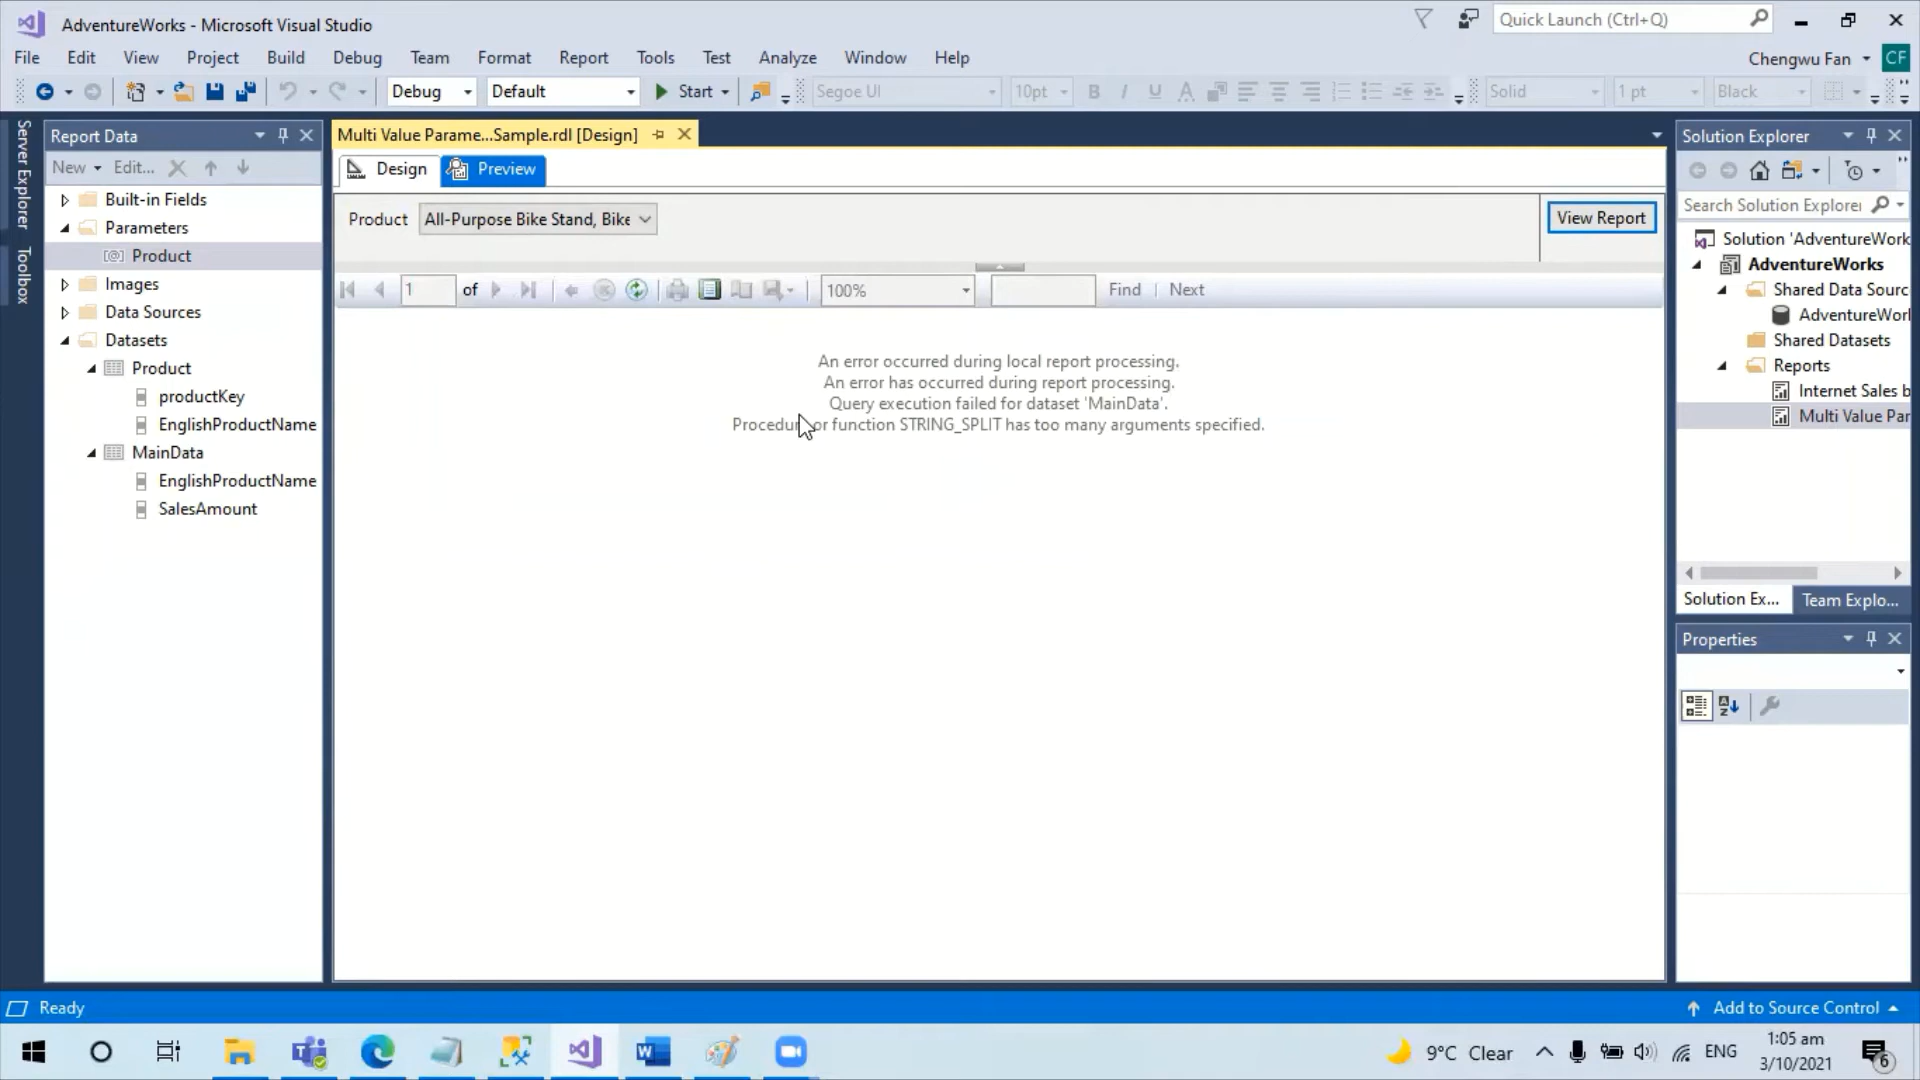 AdventureWorks - Microsoft Visual Studio
Quick Launch (Ctrl+Q)
File Edit View Project Build Debug Team Format Report Tools Test Analyze Window Help
Chengwu Fan CF
Debug Default Start Segoe UI 10pt B I U A Solid 1 pt Black
Server Explorer
Toolbox
Report Data
New Edit...
Built-in Fields
Parameters
[@] Product
Images
Data Sources
Datasets
Product
productKey
EnglishProductName
MainData
EnglishProductName
SalesAmount
Multi Value Parame...Sample.rdl [Design]
Design Preview
Product All-Purpose Bike Stand, Bike
View Report
1 of 100% Find | Next
An error occurred during local report processing.
An error has occurred during report processing.
Query execution failed for dataset 'MainData'.
Procedure or function STRING_SPLIT has too many arguments specified.
Solution Explorer
Search Solution Explorer
Solution 'AdventureWork
AdventureWorks
Shared Data Sourc
AdventureWorl
Shared Datasets
Reports
Internet Sales b
Multi Value Par
Solution Ex... Team Explo...
Properties
Ready
Add to Source Control
9°C Clear
ENG
1:05 am
3/10/2021
6